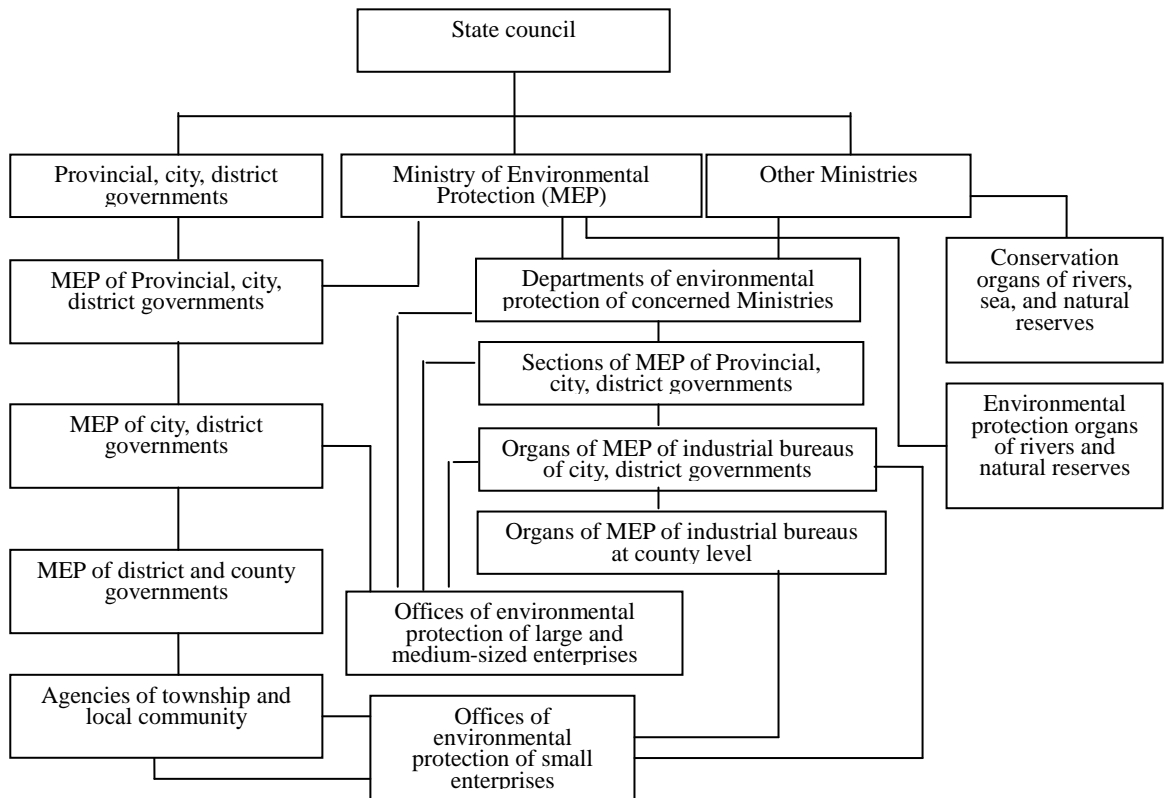 State council
Provincial, city, district
governments
Ministry of Environmental
Protection (MEP)
Other Ministries
MEP of Provincial, city,
district governments
Departments of environmental
protection of concerned Ministries
Conservation
organs of rivers,
sea, and natural
reserves
Sections of MEP of Provincial,
city, district governments
MEP of city, district
governments
Organs of MEP of industrial bureaus
of city, district governments
Environmental
protection organs
of rivers and
natural reserves
Organs of MEP of industrial bureaus
at county level
MEP of district and county
governments
Offices of environmental
protection of large and
medium-sized enterprises
Agencies of township and
local community
Offices of
environmental
protection of small
enterprises